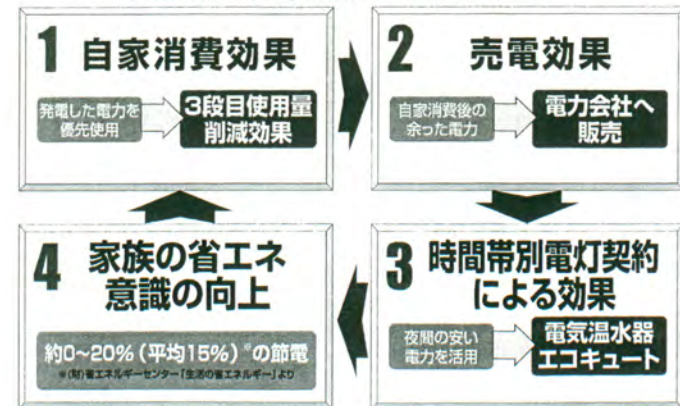 1 自家消費効果
発電した電力を
優先使用
3段目使用量
削減効果
2 売電効果
自家消費後の
余った電力
電力会社へ
販売
3 時間帯別電灯契約
による効果
夜間の安い
電力を活用
電気温水器
エコキュート
4 家族の省エネ
意識の向上
約0~20%(平均15%)※の節電
※(財)省エネルギーセンター「生活の省エネルギー」より